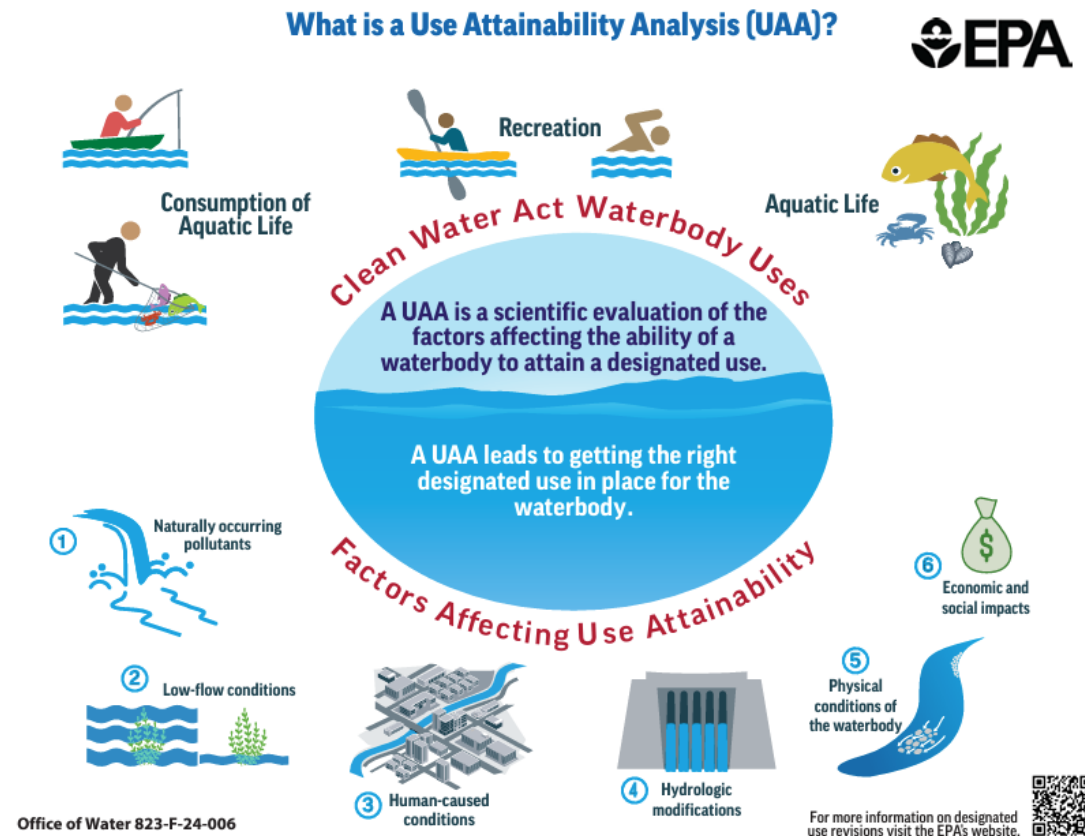 What is a Use Attainability Analysis (UAA)?
EPA
Recreation
Consumption of
Aquatic Life
Aquatic Life
Clean Water Act Waterbody Uses
A UAA is a scientific evaluation of the
factors affecting the ability of a
waterbody to attain a designated use.
A UAA leads to getting the right
designated use in place for the
waterbody.
Factors Affecting Use Attainability
1
Naturally occurring
pollutants
2
Low-flow conditions
3
Human-caused
conditions
4
Hydrologic
modifications
5
Physical
conditions of
the waterbody
6
$
Economic and
social impacts
Office of Water 823-F-24-006
For more information on designated
use revisions visit the EPA's website.